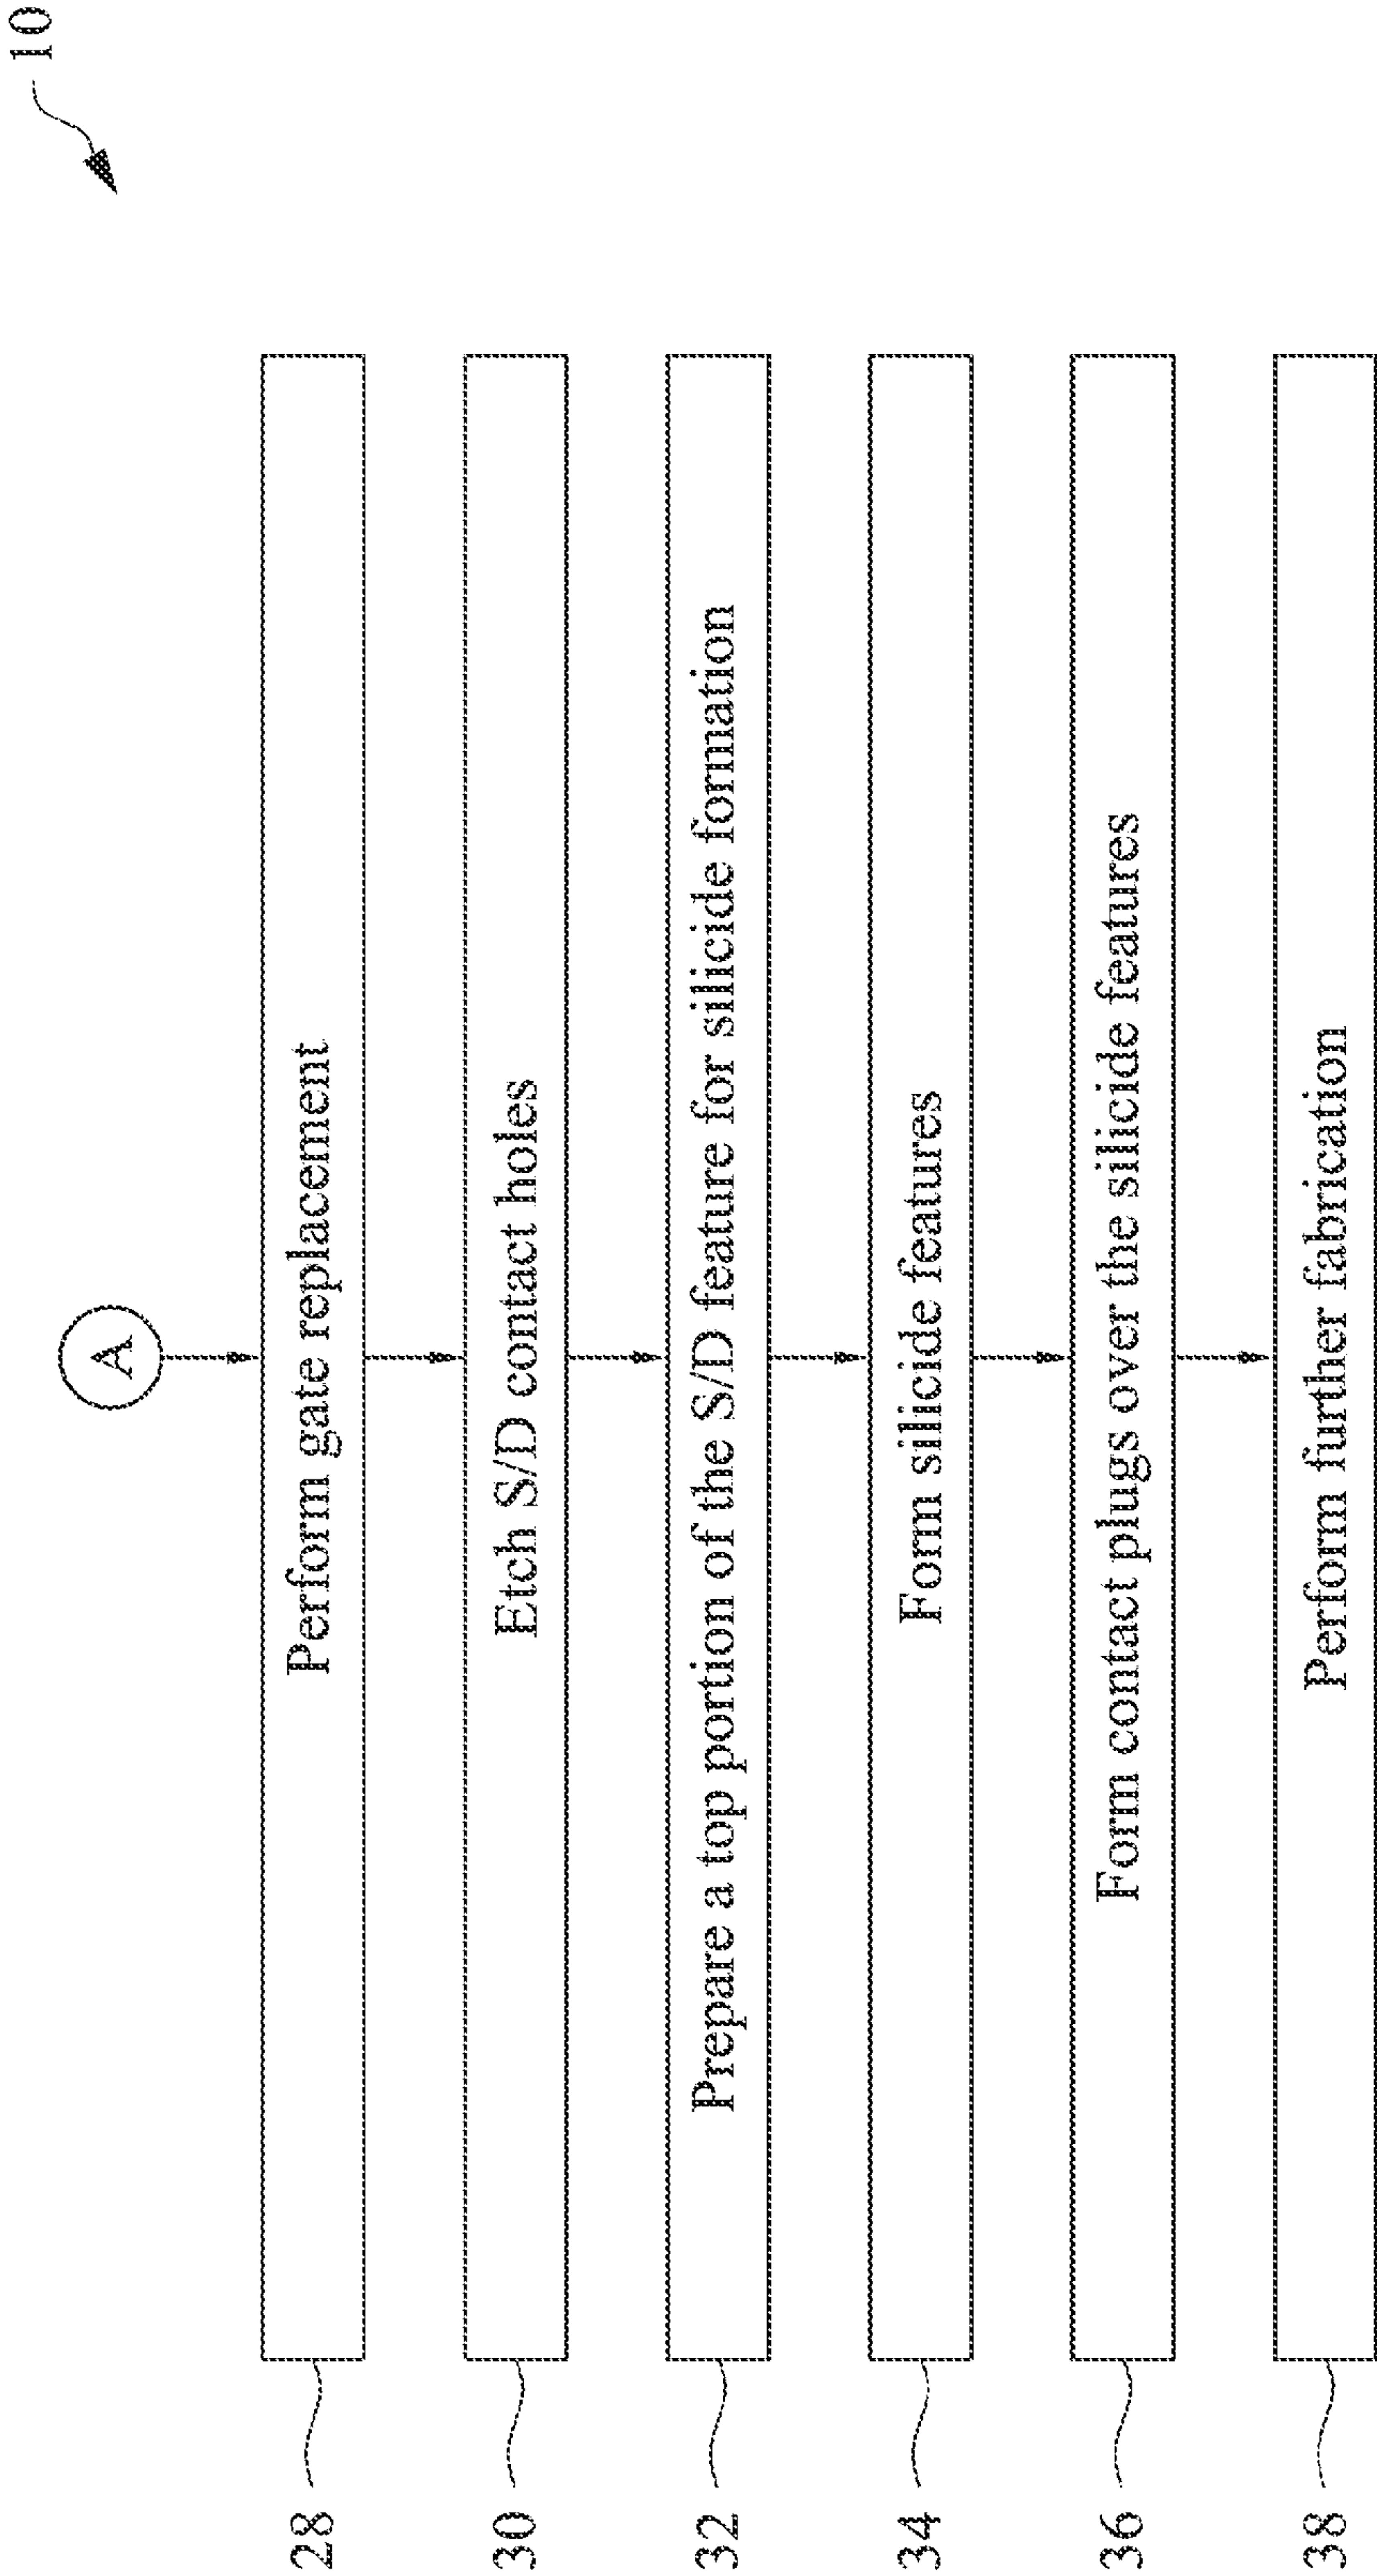 10
A
28 Perform gate replacement
30 Etch S/D contact holes
32 Prepare a top portion of the S/D feature for silicide formation
34 Form silicide features
36 Form contact plugs over the silicide features
38 Perform further fabrication